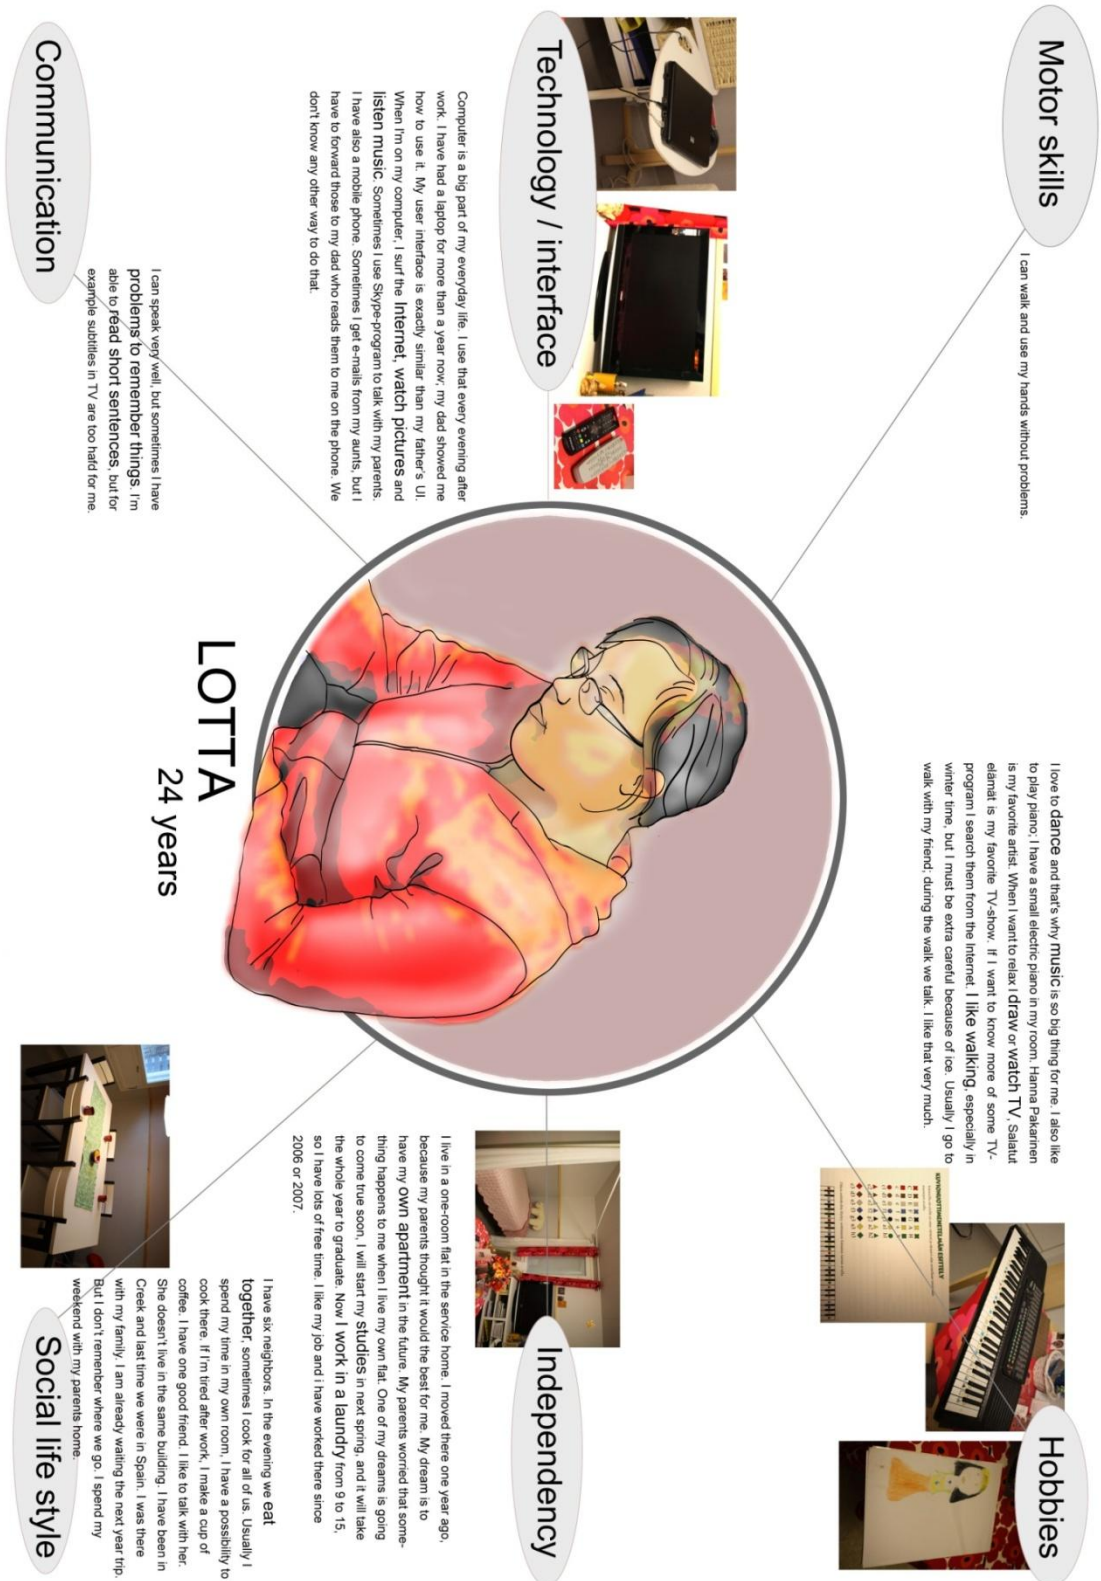 Motor skills
I can walk and use my hands without problems.
Hobbies
I love to dance and that's why music is so big thing for me. I also like
to play piano; I have a small electric piano in my room. Hanna Pakarinen
is my favorite artist. When I want to relax I draw or watch TV, Salatut
elämät is my favorite TV-show. If I want to know more of some TV-
program I search them from the Internet. I like walking, especially in
winter time, but I must be extra careful because of ice. Usually I go to
walk with my friend; during the walk we talk. I like that very much.
KUVIONUOTTIMENETELMÄN ESITTELY
Technology / interface
Computer is a big part of my everyday life. I use that every evening after
work. I have had a laptop for more than a year now; my dad showed me
how to use it. My user interface is exactly similar than my father's UI.
When I'm on my computer, I surf the Internet, watch pictures and
listen music. Sometimes I use Skype-program to talk with my parents.
I have also a mobile phone. Sometimes I get e-mails from my aunts, but I
have to forward those to my dad who reads them to me on the phone. We
don't know any other way to do that.
Independency
I live in a one-room flat in the service home. I moved there one year ago,
because my parents thought it would the best for me. My dream is to
have my own apartment in the future. My parents worried that some-
thing happens to me when I live my own flat. One of my dreams is going
to come true soon, I will start my studies in next spring, and it will take
the whole year to graduate. Now I work in a laundry from 9 to 15,
so I have lots of free time. I like my job and i have worked there since
2006 or 2007.
Communication
I can speak very well, but sometimes I have
problems to remember things. I'm
able to read short sentences, but for
example subtitles in TV are too hafd for me.
LOTTA
24 years
Social life style
I have six neighbors. In the evening we eat
together, sometimes I cook for all of us. Usually I
spend my time in my own room, I have a possibility to
cook there. If I'm tired after work, I make a cup of
coffee. I have one good friend. I like to talk with her.
She doesn't live in the same building. I have been in
Creek and last time we were in Spain. I was there
with my family. I am already waiting the next year trip.
But I don't remenber where we go. I spend my
weekend with my parents home.